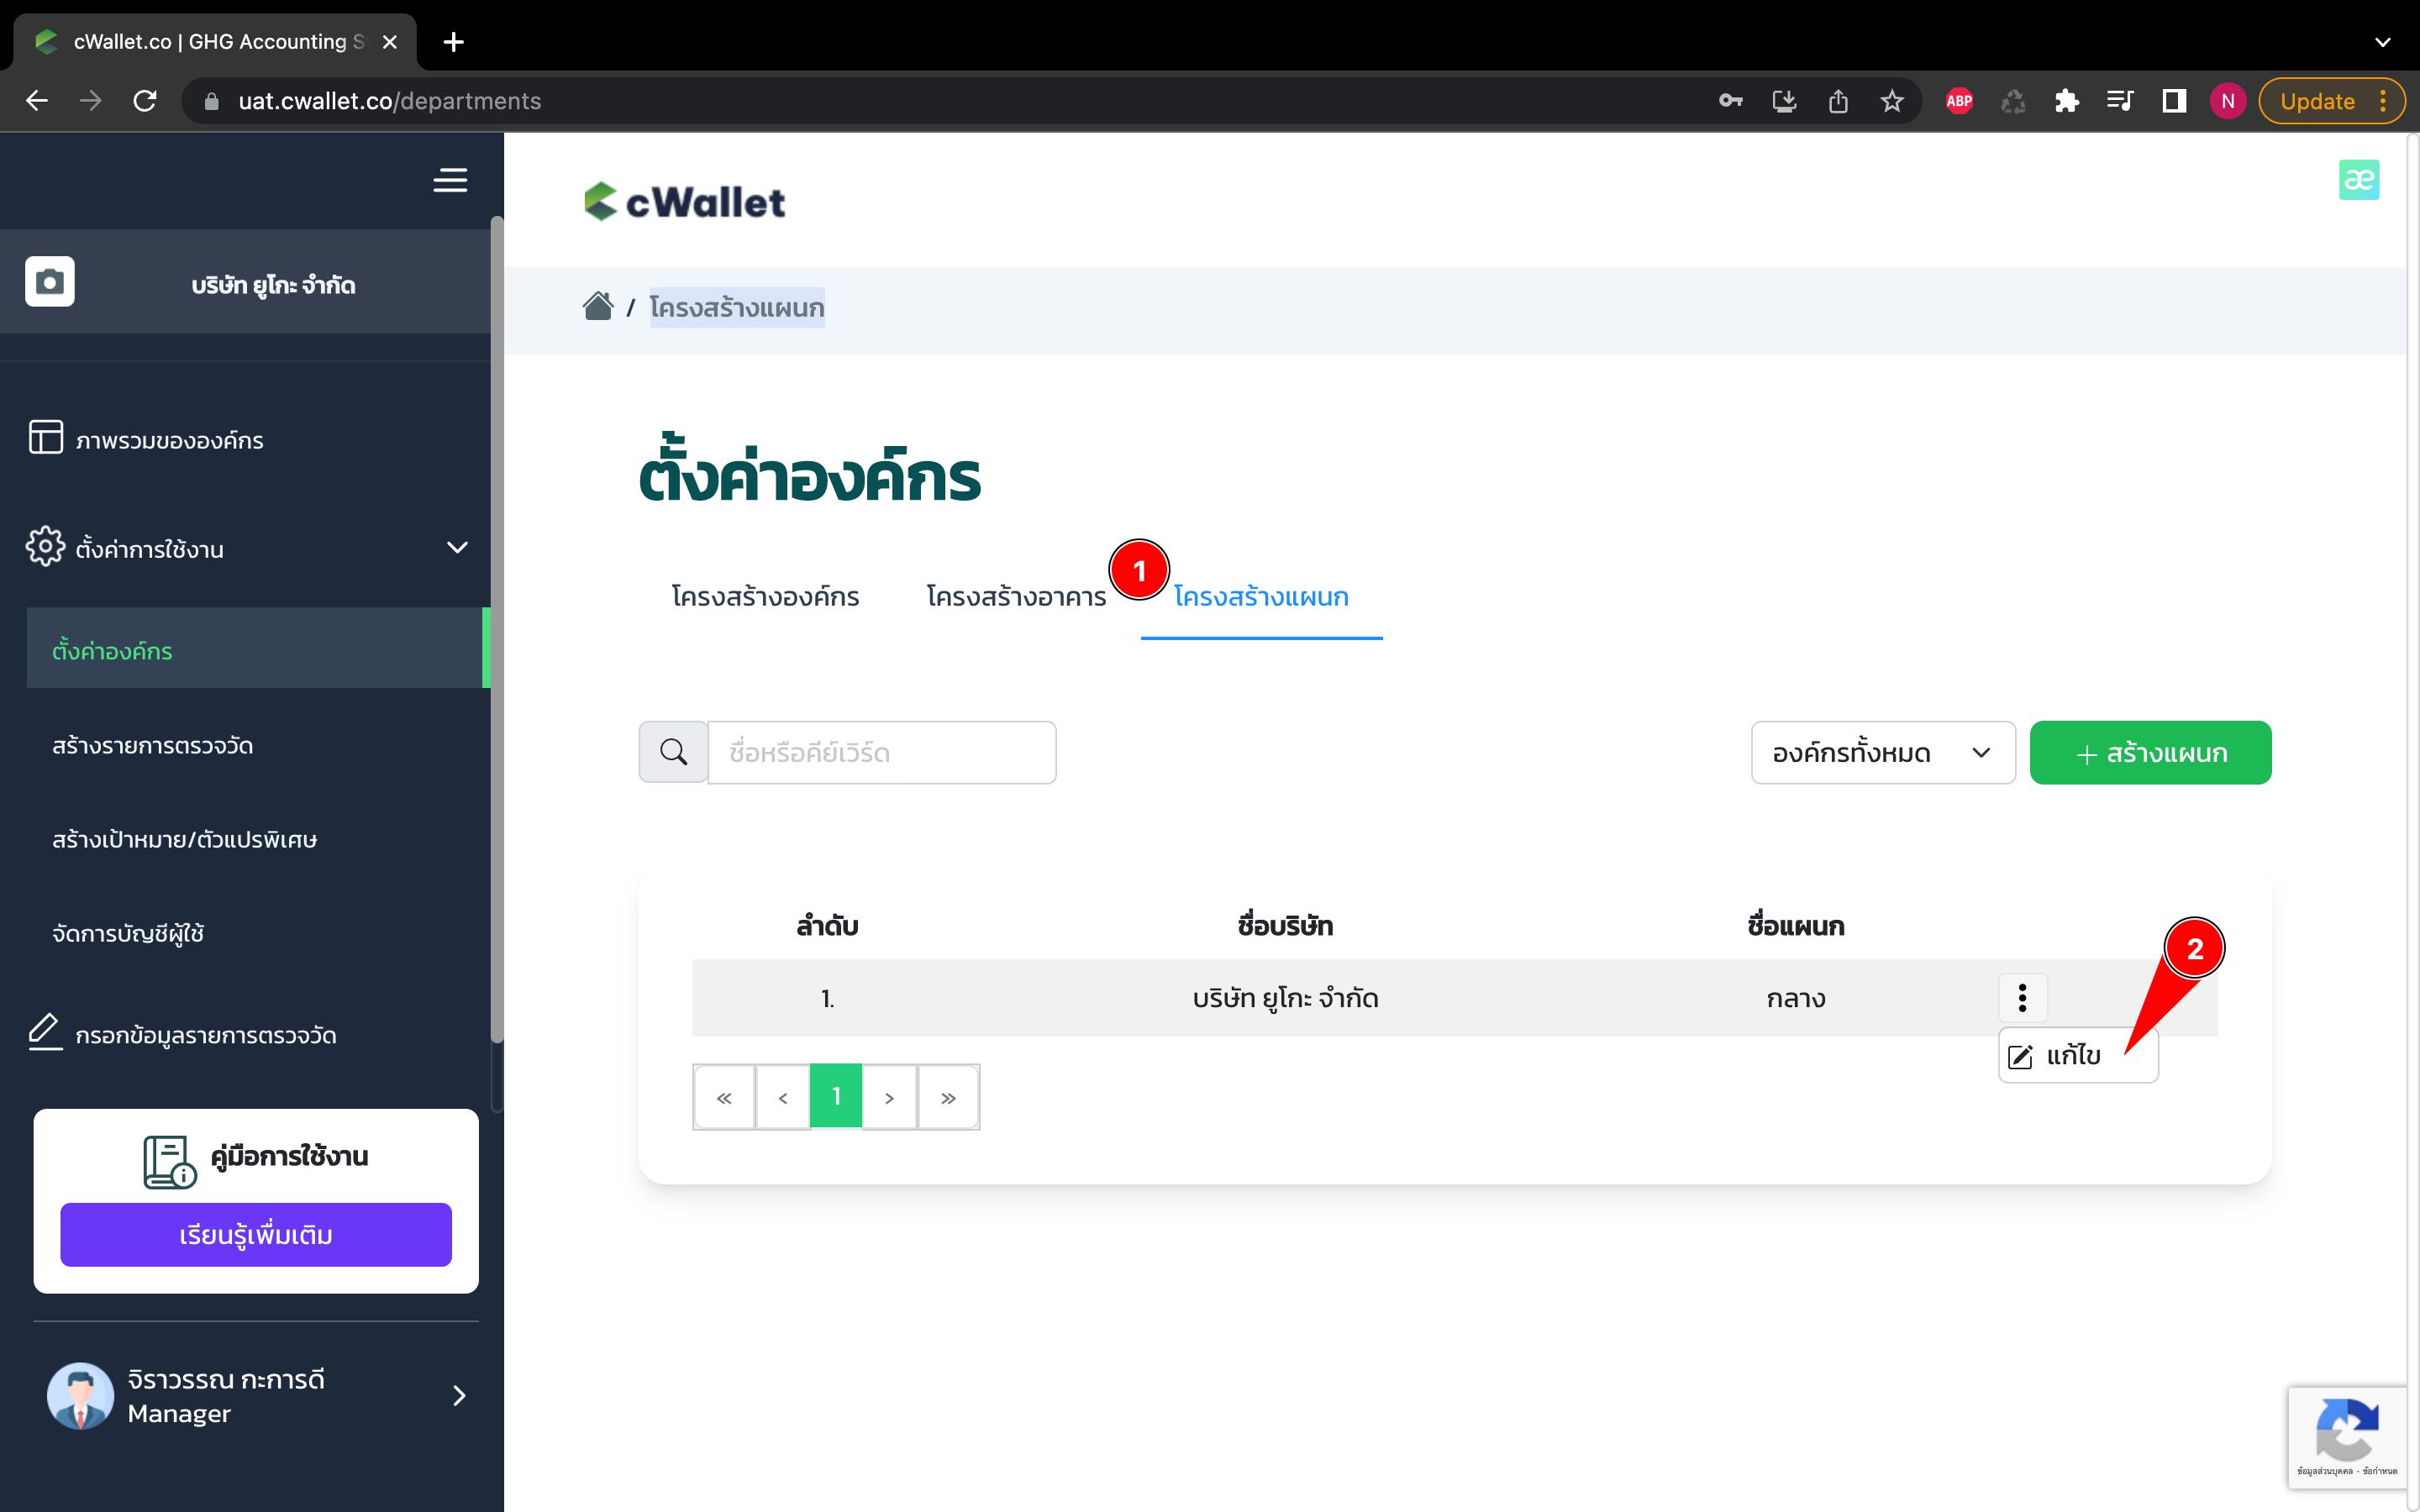 cWallet.co | GHG Accounting S
uat.cwallet.co/departments
ABP
N
Update
บริษัท ยูโกะ จำกัด
ภาพรวมขององค์กร
ตั้งค่าการใช้งาน
ตั้งค่าองค์กร
สร้างรายการตรวจวัด
สร้างเป้าหมาย/ตัวแปรพิเศษ
จัดการบัญชีผู้ใช้
กรอกข้อมูลรายการตรวจวัด
คู่มือการใช้งาน
เรียนรู้เพิ่มเติม
จิราวรรณ กะการดี
Manager
cWallet
æ
/ โครงสร้างแผนก
ตั้งค่าองค์กร
โครงสร้างองค์กร โครงสร้างอาคาร 1 โครงสร้างแผนก
ชื่อหรือคีย์เวิร์ด องค์กรทั้งหมด + สร้างแผนก
ลำดับ ชื่อบริษัท ชื่อแผนก
2
1. บริษัท ยูโกะ จำกัด กลาง
แก้ไข
« ‹ 1 › »
ข้อมูลส่วนบุคคล - ข้อกำหนด